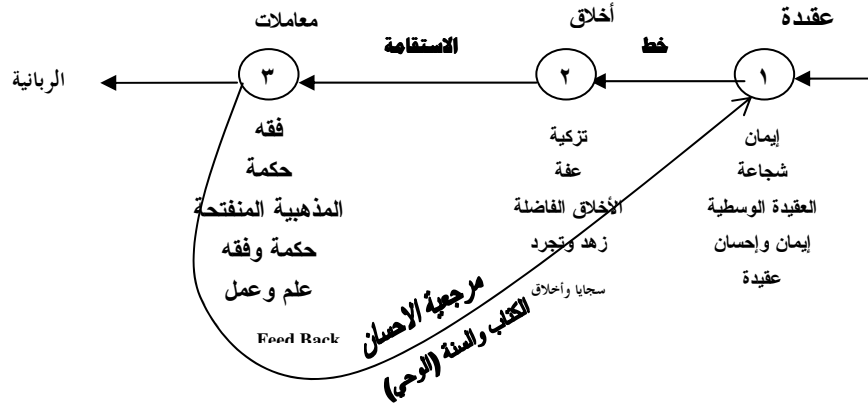 عقيدة
أخلاق
معاملات
خط
الاستقامة
١
٢
٣
الربانية
إيمان
شجاعة
العقيدة الوسطية
إيمان وإحسان
عقيدة
تزكية
عفة
الأخلاق الفاضلة
زهد وتجرد
سجايا وأخلاق
فقه
حكمة
المذهبية المنفتحة
حكمة وفقه
علم وعمل
Feed Back
مرجعية الاحسان
الكتاب والسنة (الوحي)